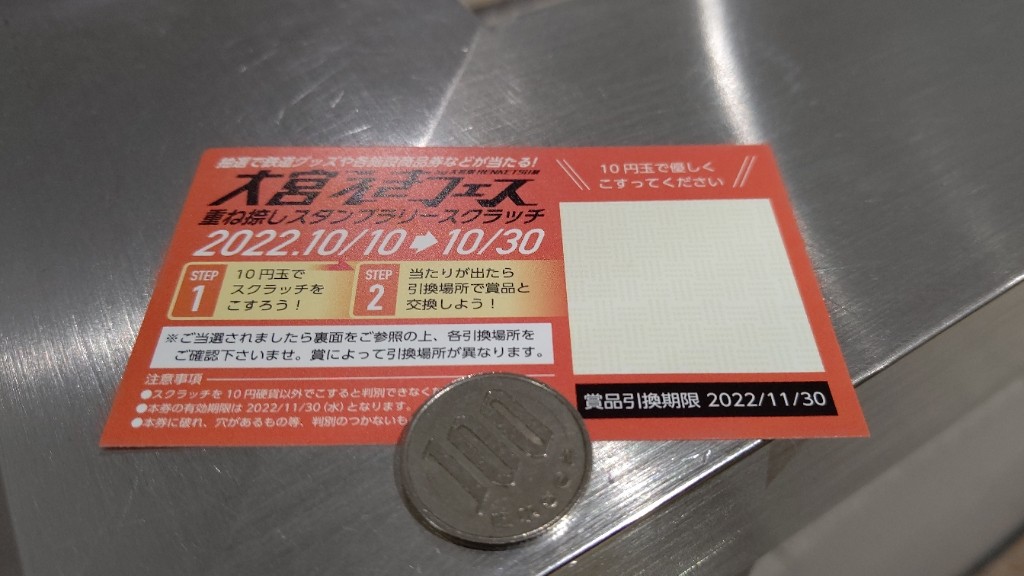 抽選で鉄道グッズや各施設商品券などが当たる!
大宮えきフェス
重ね捺しスタンプラリースクラッチ
2022.10/10➡10/30
STEP 1
10円玉で
スクラッチを
こすろう!
STEP 2
当たりが出たら
引換場所で賞品と
交換しよう!
※ご当選されましたら裏面をご参照の上、各引換場所を
ご確認下さいませ。賞によって引換場所が異なります。
注意事項
●スクラッチを10円硬貨以外でこすると判別できなく
●本券の有効期限は2022/11/30(水)となります。
●本券に破れ、穴があるもの等、判別のつかないも
10円玉で優しく
こすってください
賞品引換期限 2022/11/30
100